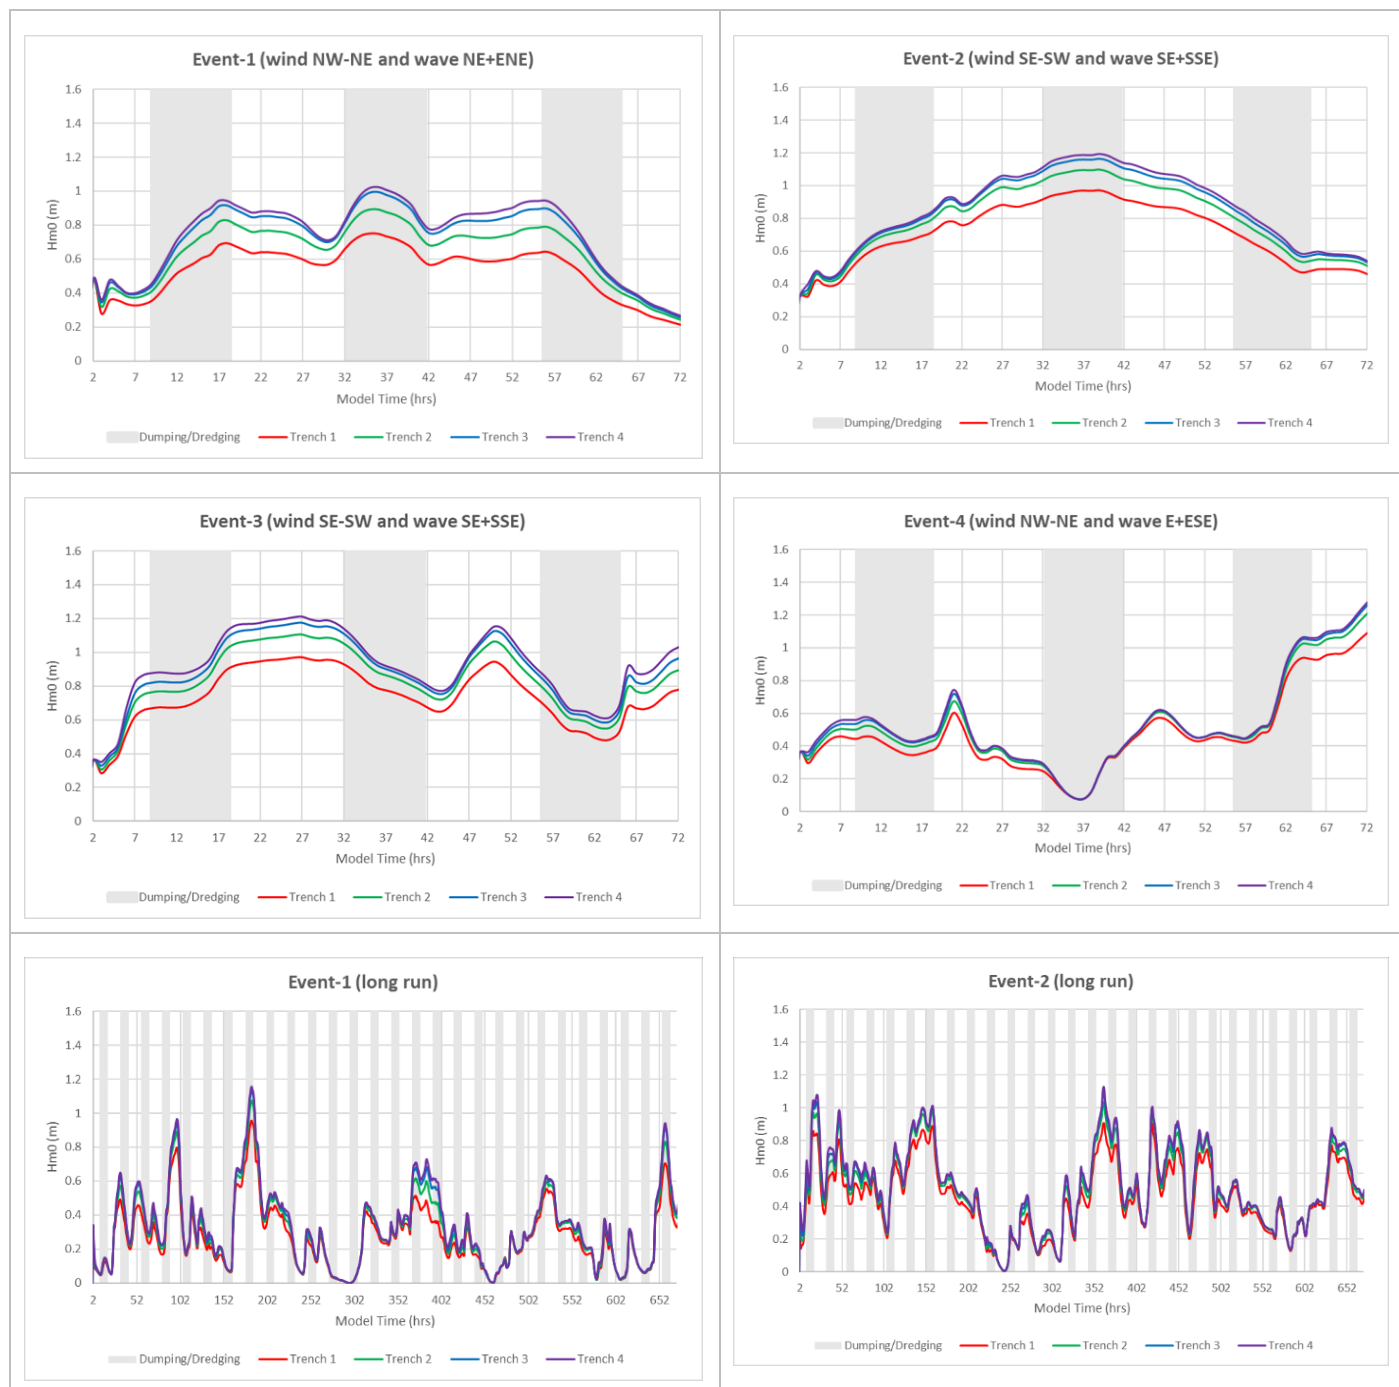 Event-1 (wind NW-NE and wave NE+ENE)
1.6
1.4
1.2
1
0.8
0.6
0.4
0.2
0
Hm0 (m)
2 7 12 17 22 27 32 37 42 47 52 57 62 67 72
Model Time (hrs)
Dumping/Dredging Trench 1 Trench 2 Trench 3 Trench 4
Event-2 (wind SE-SW and wave SE+SSE)
1.6
1.4
1.2
1
0.8
0.6
0.4
0.2
0
Hm0 (m)
2 7 12 17 22 27 32 37 42 47 52 57 62 67 72
Model Time (hrs)
Dumping/Dredging Trench 1 Trench 2 Trench 3 Trench 4
Event-3 (wind SE-SW and wave SE+SSE)
1.6
1.4
1.2
1
0.8
0.6
0.4
0.2
0
Hm0 (m)
2 7 12 17 22 27 32 37 42 47 52 57 62 67 72
Model Time (hrs)
Dumping/Dredging Trench 1 Trench 2 Trench 3 Trench 4
Event-4 (wind NW-NE and wave E+ESE)
1.6
1.4
1.2
1
0.8
0.6
0.4
0.2
0
Hm0 (m)
2 7 12 17 22 27 32 37 42 47 52 57 62 67 72
Model Time (hrs)
Dumping/Dredging Trench 1 Trench 2 Trench 3 Trench 4
Event-1 (long run)
1.6
1.4
1.2
1
0.8
0.6
0.4
0.2
0
Hm0 (m)
2 52 102 152 202 252 302 352 402 452 502 552 602 652
Model Time (hrs)
Dumping/Dredging Trench 1 Trench 2 Trench 3 Trench 4
Event-2 (long run)
1.6
1.4
1.2
1
0.8
0.6
0.4
0.2
0
Hm0 (m)
2 52 102 152 202 252 302 352 402 452 502 552 602 652
Model Time (hrs)
Dumping/Dredging Trench 1 Trench 2 Trench 3 Trench 4